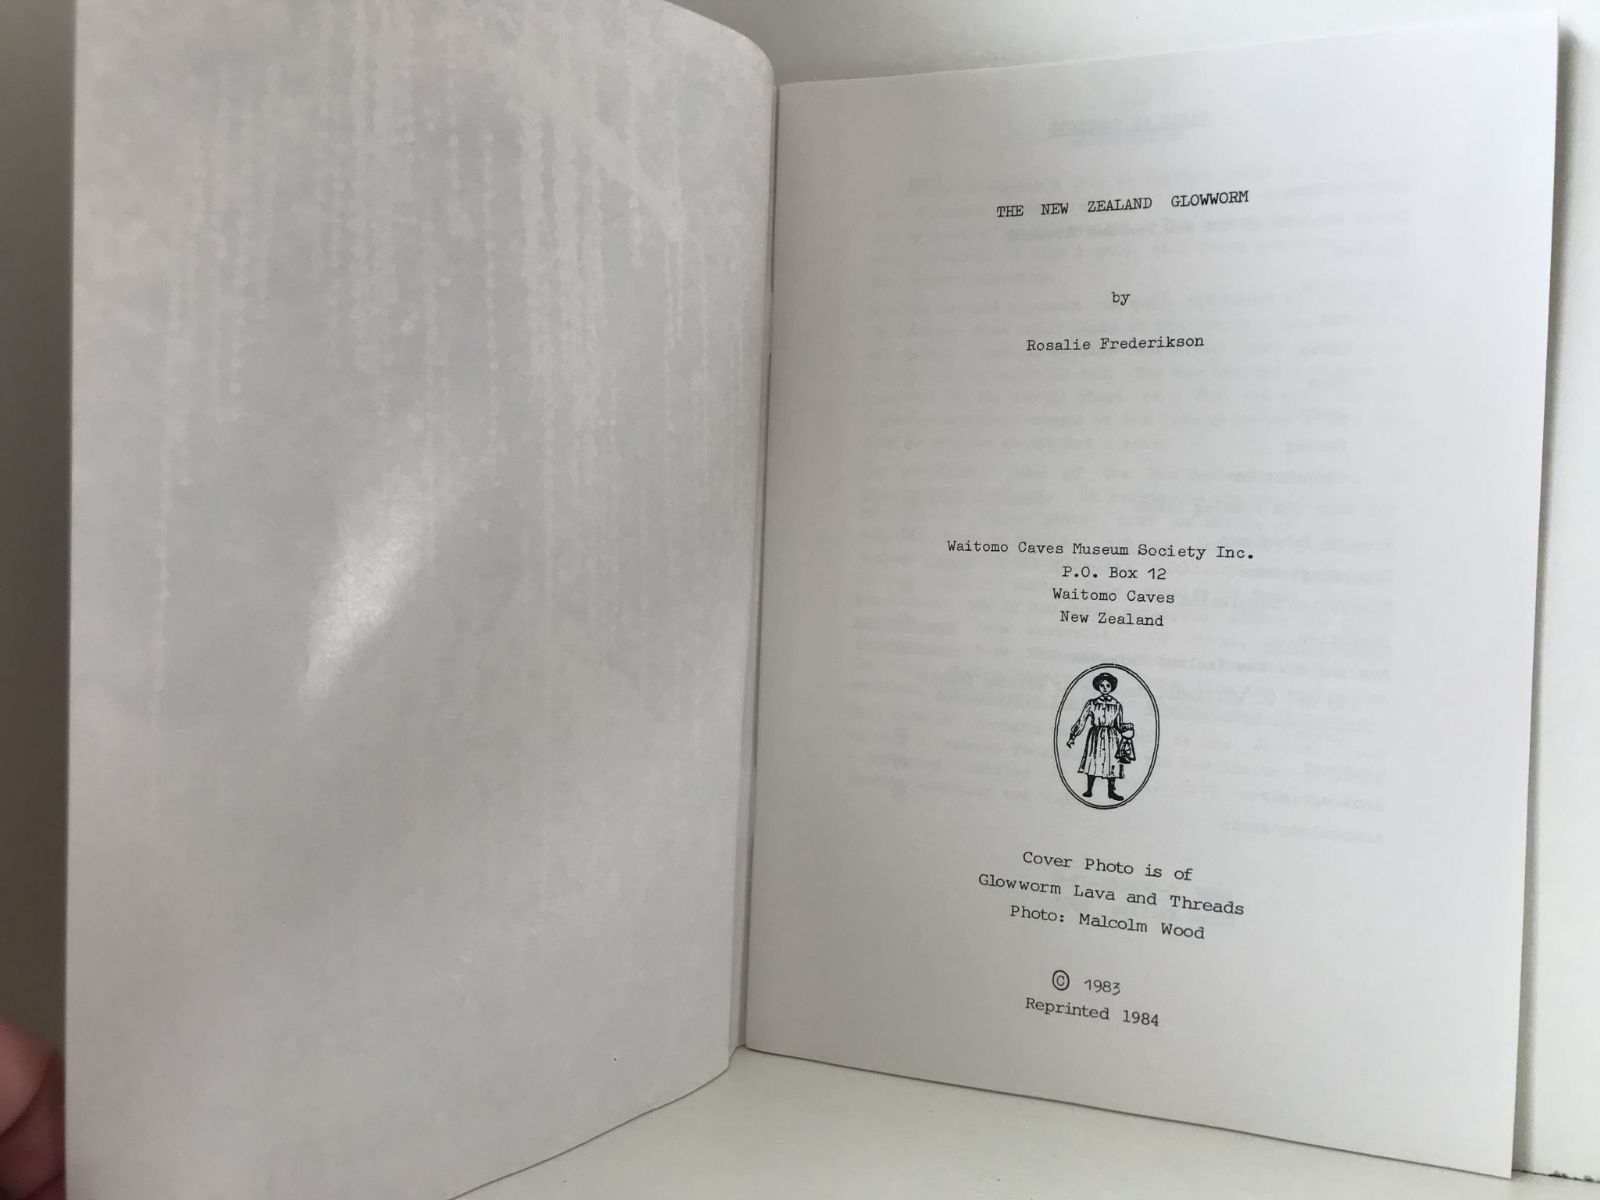 THE NEW ZEALAND GLOWWORM
by
Rosalie Frederikson
Waitomo Caves Museum Society Inc.
P.O. Box 12
Waitomo Caves
New Zealand
Cover Photo is of
Glowworm Lava and Threads
Photo: Malcolm Wood
© 1983
Reprinted 1984